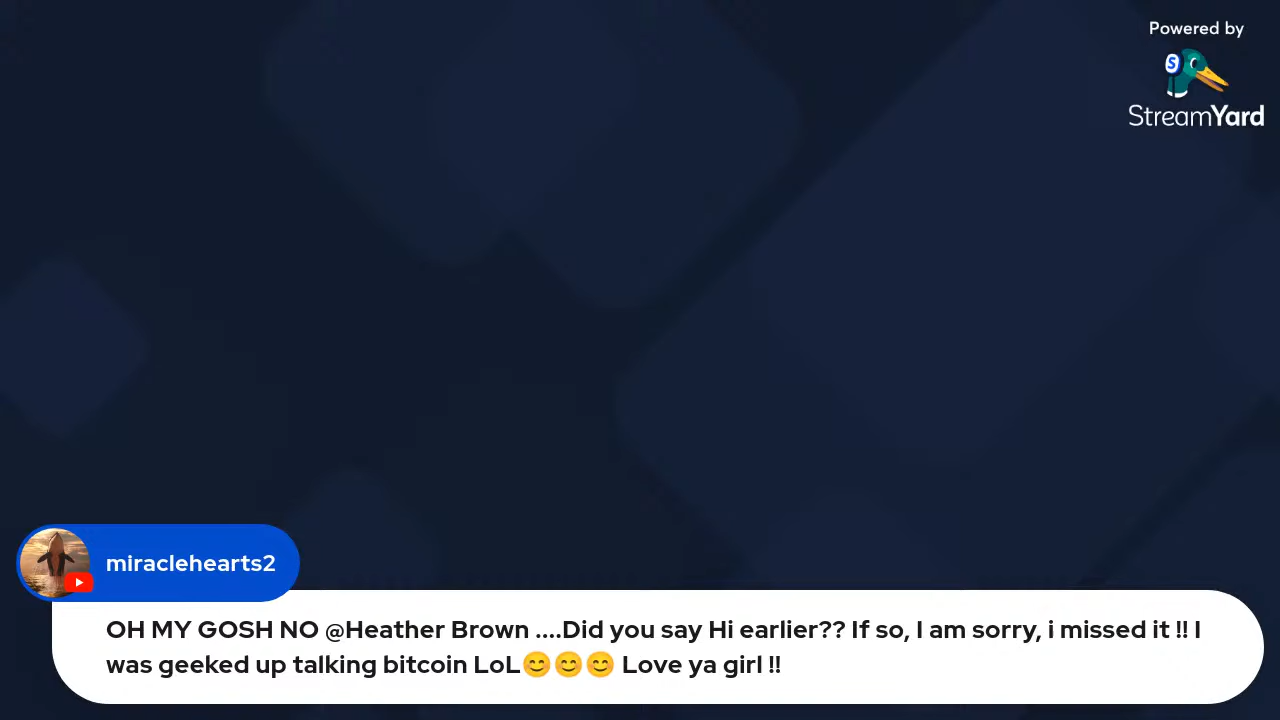 Powered by
S
StreamYard
miraclehearts2
OH MY GOSH NO @Heather Brown ....Did you say Hi earlier?? If so, I am sorry, i missed it !! I
was geeked up talking bitcoin LoL😊😊😊 Love ya girl !!